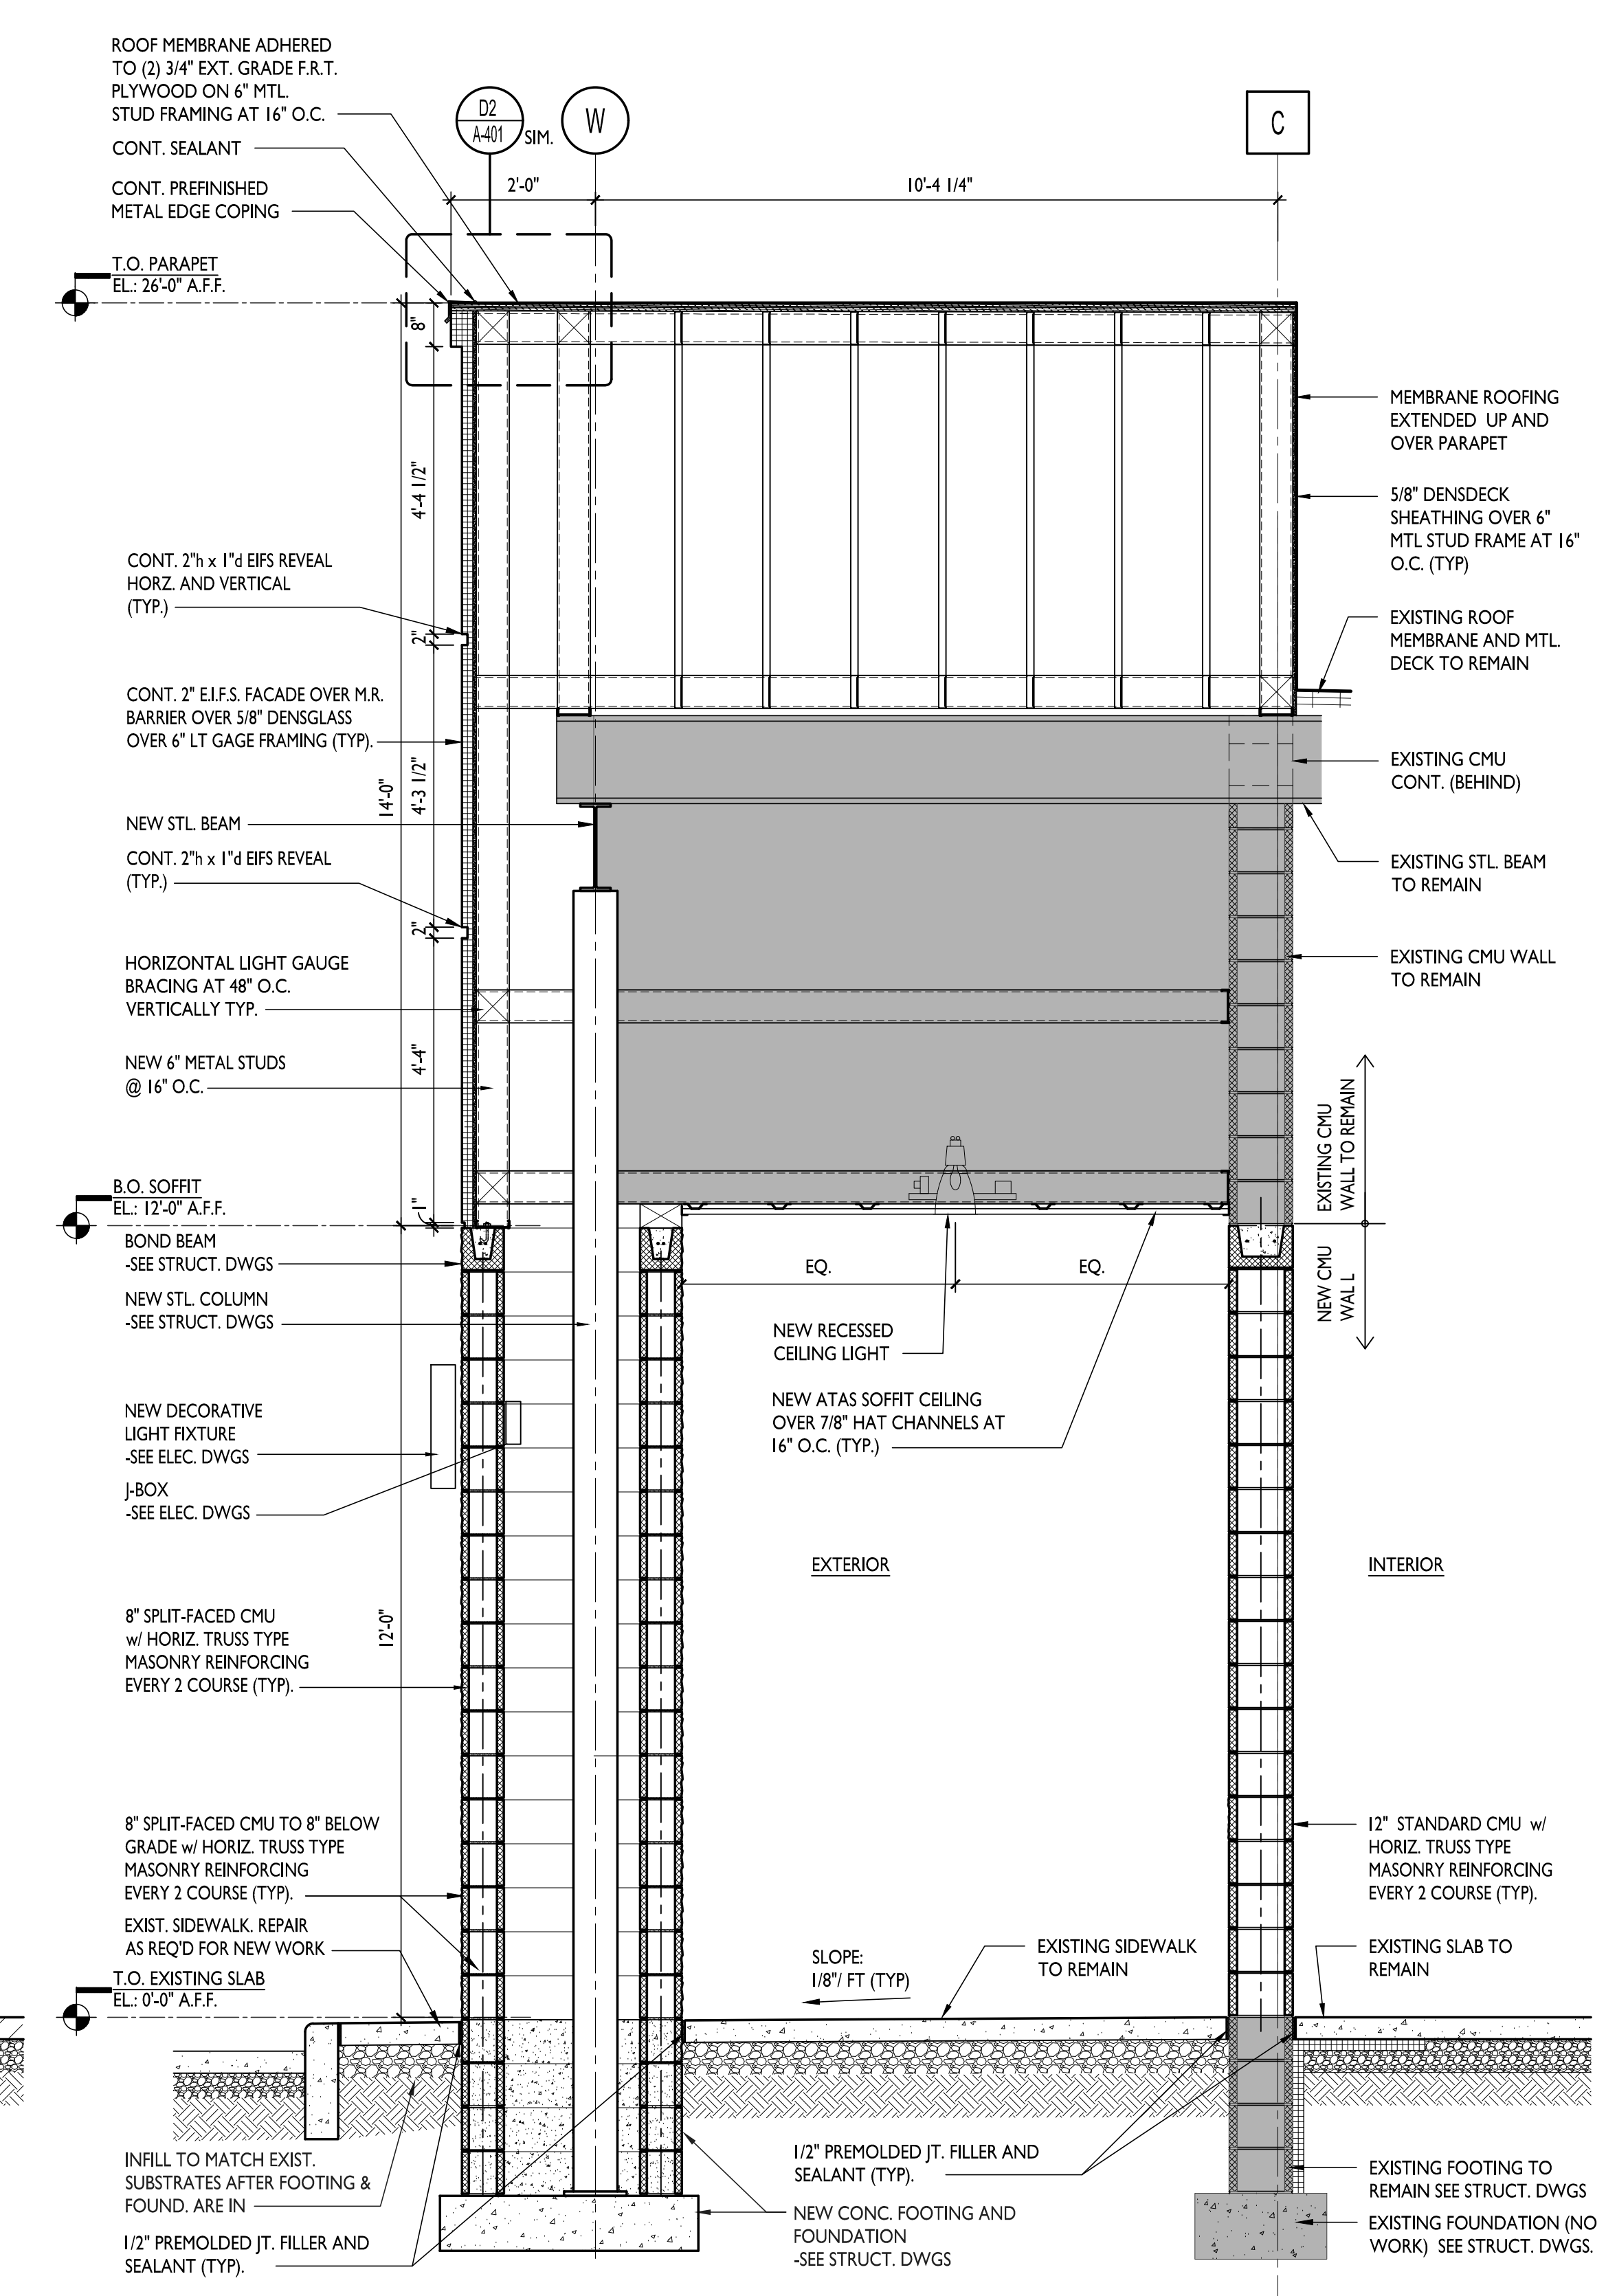 ROOF MEMBRANE ADHERED
TO (2) 3/4" EXT. GRADE F.R.T.
PLYWOOD ON 6" MTL.
STUD FRAMING AT 16" O.C.
CONT. SEALANT
CONT. PREFINISHED
METAL EDGE COPING
D2
A-401
SIM.
W
C
2'-0"
10'-4 1/4"
T.O. PARAPET
EL.: 26'-0" A.F.F.
8"
4'-4 1/2"
MEMBRANE ROOFING
EXTENDED UP AND
OVER PARAPET
5/8" DENSDECK
SHEATHING OVER 6"
MTL STUD FRAME AT 16"
O.C. (TYP)
CONT. 2"h x 1"d EIFS REVEAL
HORZ. AND VERTICAL
(TYP.)
2"
EXISTING ROOF
MEMBRANE AND MTL.
DECK TO REMAIN
CONT. 2" E.I.F.S. FACADE OVER M.R.
BARRIER OVER 5/8" DENSGLASS
OVER 6" LT GAGE FRAMING (TYP).
14'-0"
4'-3 1/2"
EXISTING CMU
CONT. (BEHIND)
NEW STL. BEAM
CONT. 2"h x 1"d EIFS REVEAL
(TYP.)
2"
EXISTING STL. BEAM
TO REMAIN
HORIZONTAL LIGHT GAUGE
BRACING AT 48" O.C.
VERTICALLY TYP.
EXISTING CMU WALL
TO REMAIN
NEW 6" METAL STUDS
@ 16" O.C.
4'-4"
EXISTING CMU
WALL TO REMAIN
B.O. SOFFIT
EL.: 12'-0" A.F.F.
1"
BOND BEAM
-SEE STRUCT. DWGS
EQ.
EQ.
NEW CMU
WALL
NEW STL. COLUMN
-SEE STRUCT. DWGS
NEW RECESSED
CEILING LIGHT
NEW ATAS SOFFIT CEILING
OVER 7/8" HAT CHANNELS AT
16" O.C. (TYP.)
NEW DECORATIVE
LIGHT FIXTURE
-SEE ELEC. DWGS
J-BOX
-SEE ELEC. DWGS
EXTERIOR
INTERIOR
8" SPLIT-FACED CMU
w/ HORIZ. TRUSS TYPE
MASONRY REINFORCING
EVERY 2 COURSE (TYP).
12'-0"
8" SPLIT-FACED CMU TO 8" BELOW
GRADE w/ HORIZ. TRUSS TYPE
MASONRY REINFORCING
EVERY 2 COURSE (TYP).
12" STANDARD CMU w/
HORIZ. TRUSS TYPE
MASONRY REINFORCING
EVERY 2 COURSE (TYP).
EXIST. SIDEWALK. REPAIR
AS REQ'D FOR NEW WORK
SLOPE:
1/8"/ FT (TYP)
EXISTING SIDEWALK
TO REMAIN
EXISTING SLAB TO
REMAIN
T.O. EXISTING SLAB
EL.: 0'-0" A.F.F.
INFILL TO MATCH EXIST.
SUBSTRATES AFTER FOOTING &
FOUND. ARE IN
1/2" PREMOLDED JT. FILLER AND
SEALANT (TYP).
1/2" PREMOLDED JT. FILLER AND
SEALANT (TYP).
NEW CONC. FOOTING AND
FOUNDATION
-SEE STRUCT. DWGS
EXISTING FOOTING TO
REMAIN SEE STRUCT. DWGS
EXISTING FOUNDATION (NO
WORK) SEE STRUCT. DWGS.